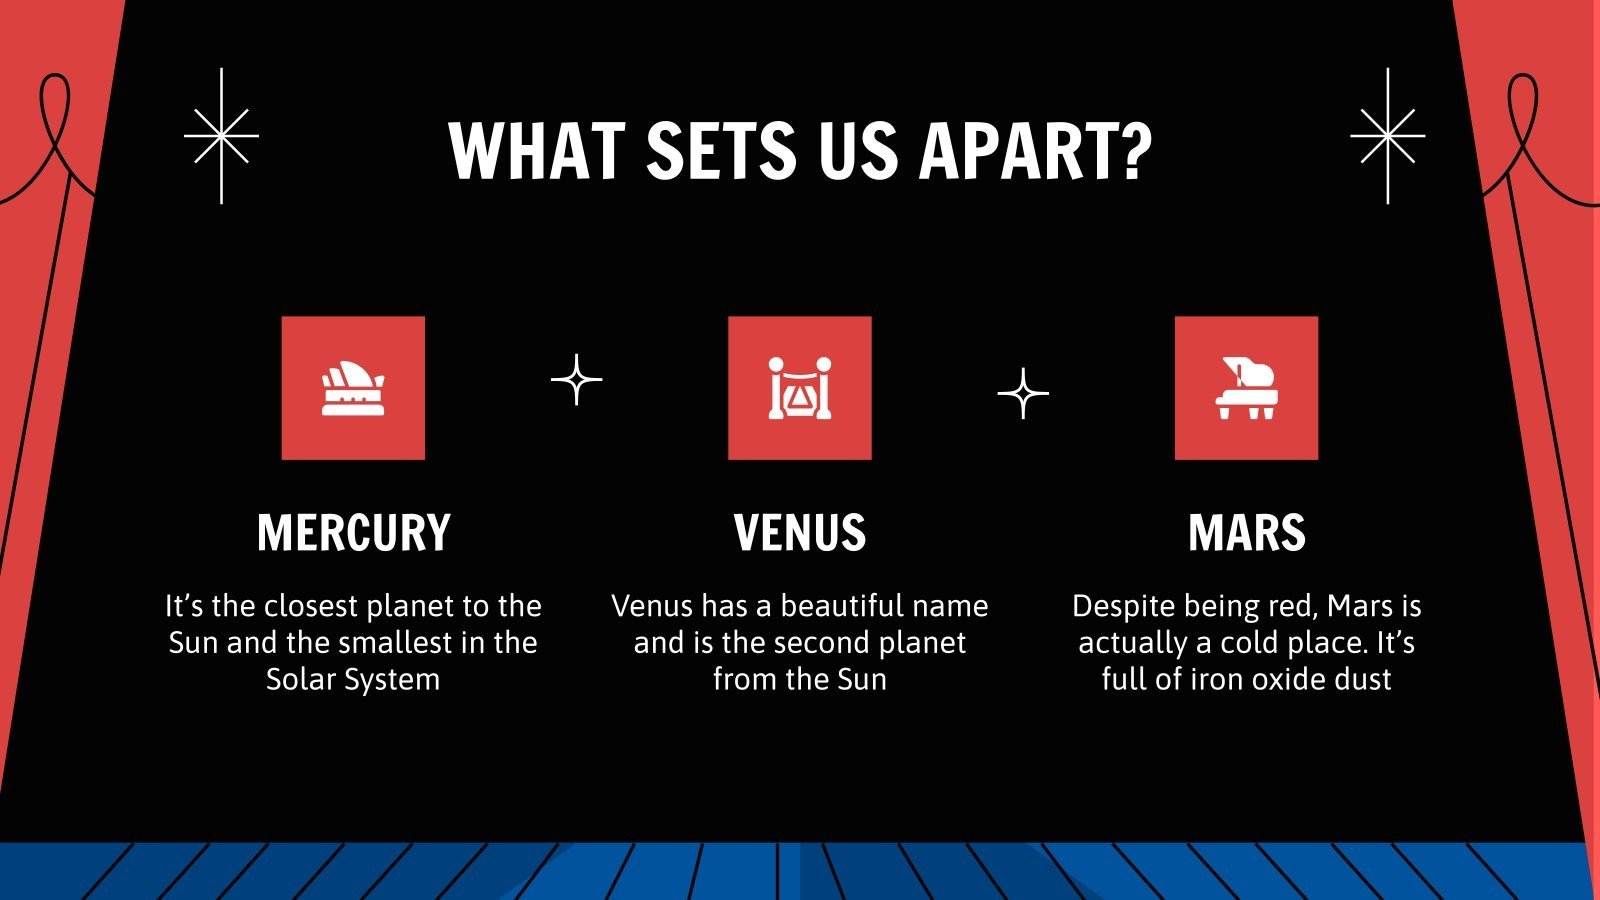 WHAT SETS US APART?
MERCURY
It’s the closest planet to the
Sun and the smallest in the
Solar System
VENUS
Venus has a beautiful name
and is the second planet
from the Sun
MARS
Despite being red, Mars is
actually a cold place. It’s
full of iron oxide dust